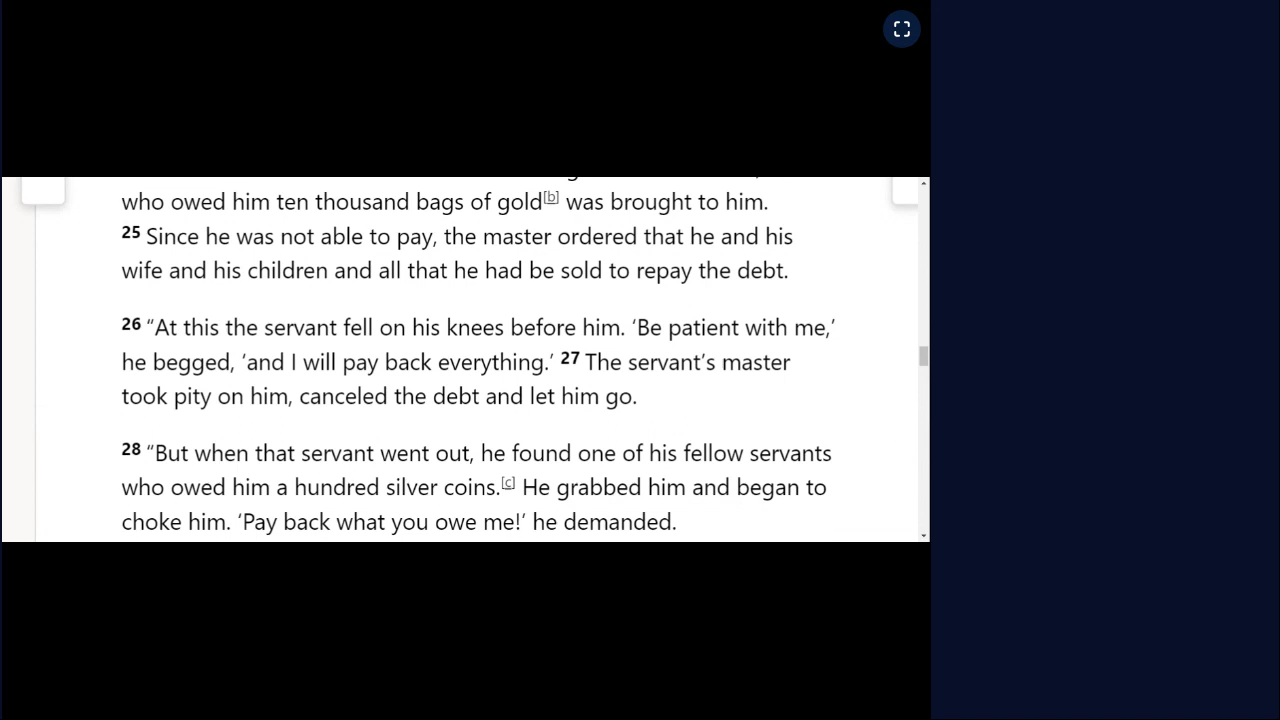 who owed him ten thousand bags of gold[b] was brought to him.
25 Since he was not able to pay, the master ordered that he and his
wife and his children and all that he had be sold to repay the debt.
26 “At this the servant fell on his knees before him. ‘Be patient with me,’
he begged, ‘and I will pay back everything.’ 27 The servant’s master
took pity on him, canceled the debt and let him go.
28 “But when that servant went out, he found one of his fellow servants
who owed him a hundred silver coins.[c] He grabbed him and began to
choke him. ‘Pay back what you owe me!’ he demanded.